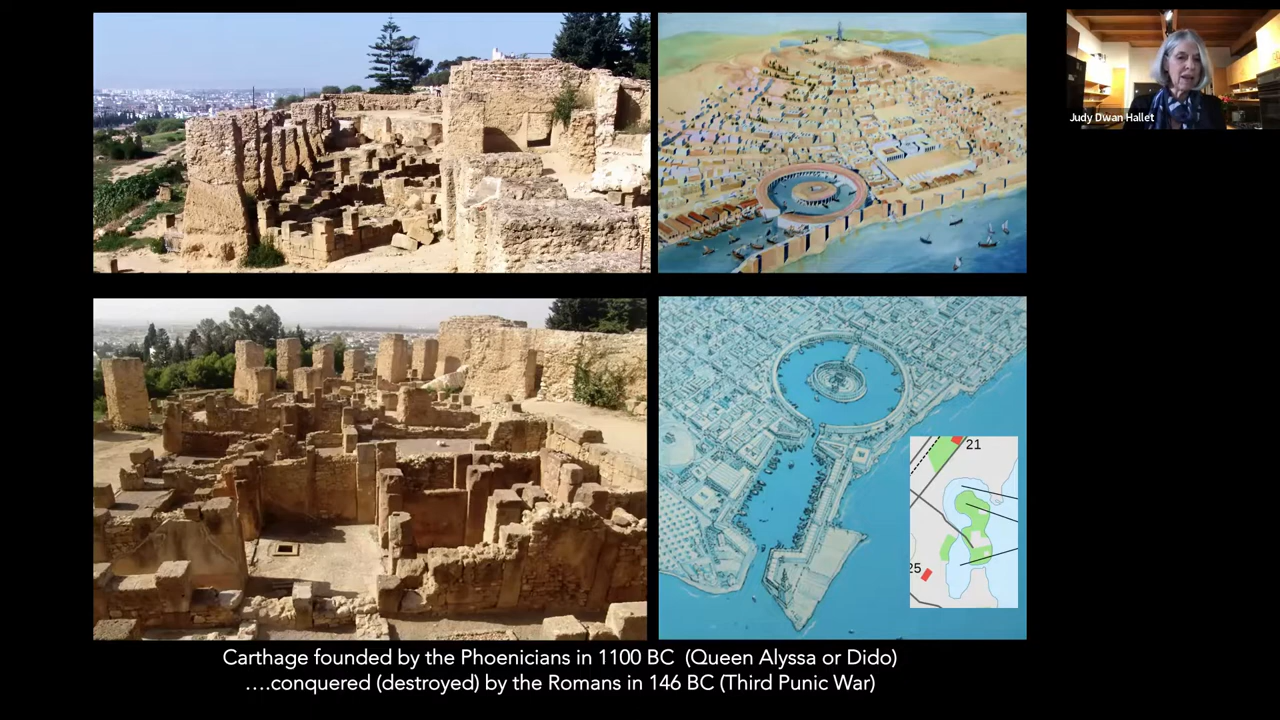 Judy Dwan Hallet
21
25
Carthage founded by the Phoenicians in 1100 BC (Queen Alyssa or Dido)
….conquered (destroyed) by the Romans in 146 BC (Third Punic War)